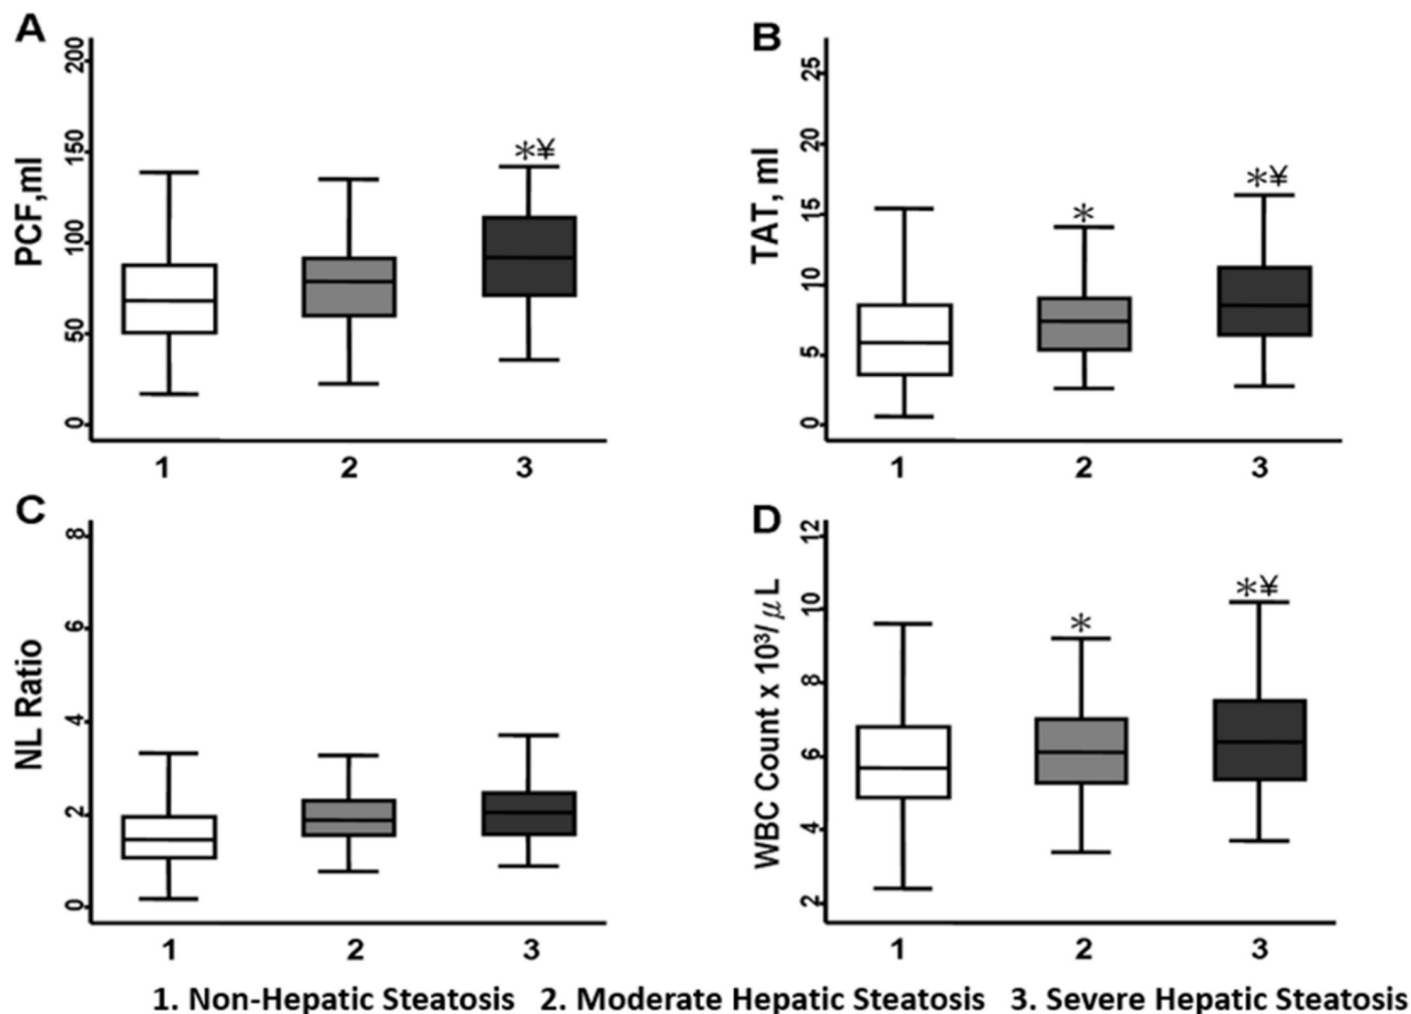 A
PCF,ml
200
150
100
50
0
*¥
1 2 3
B
TAT, ml
25
20
15
10
5
0
*
*¥
1 2 3
C
NL Ratio
8
6
4
2
0
1 2 3
D
WBC Count x 10³/μL
12
10
8
6
4
2
*
*¥
1 2 3
1. Non-Hepatic Steatosis 2. Moderate Hepatic Steatosis 3. Severe Hepatic Steatosis